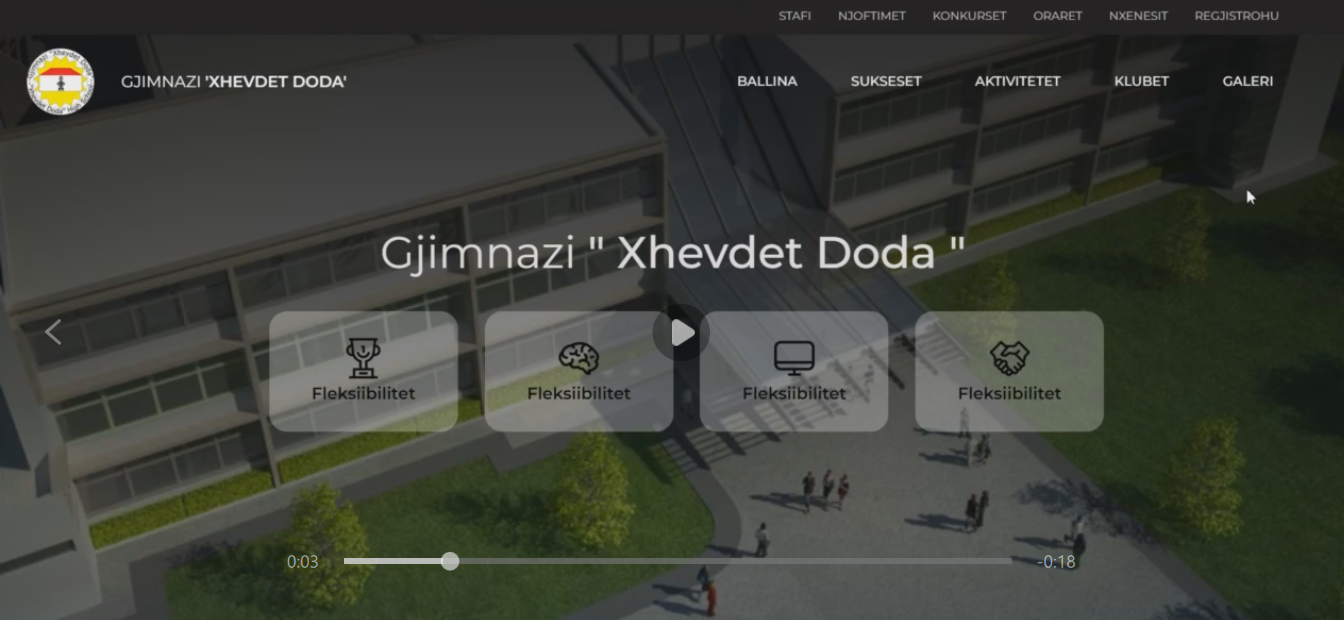 STAFI NJOFTIMET KONKURSET ORARET NXENESIT REGJISTROHU
GJIMNAZI 'XHEVDET DODA' BALLINA SUKSESET AKTIVITETET KLUBET GALERI
Gjimnazi " Xhevdet Doda "
Fleksiibilitet Fleksiibilitet Fleksiibilitet Fleksiibilitet
0:03 -0:18